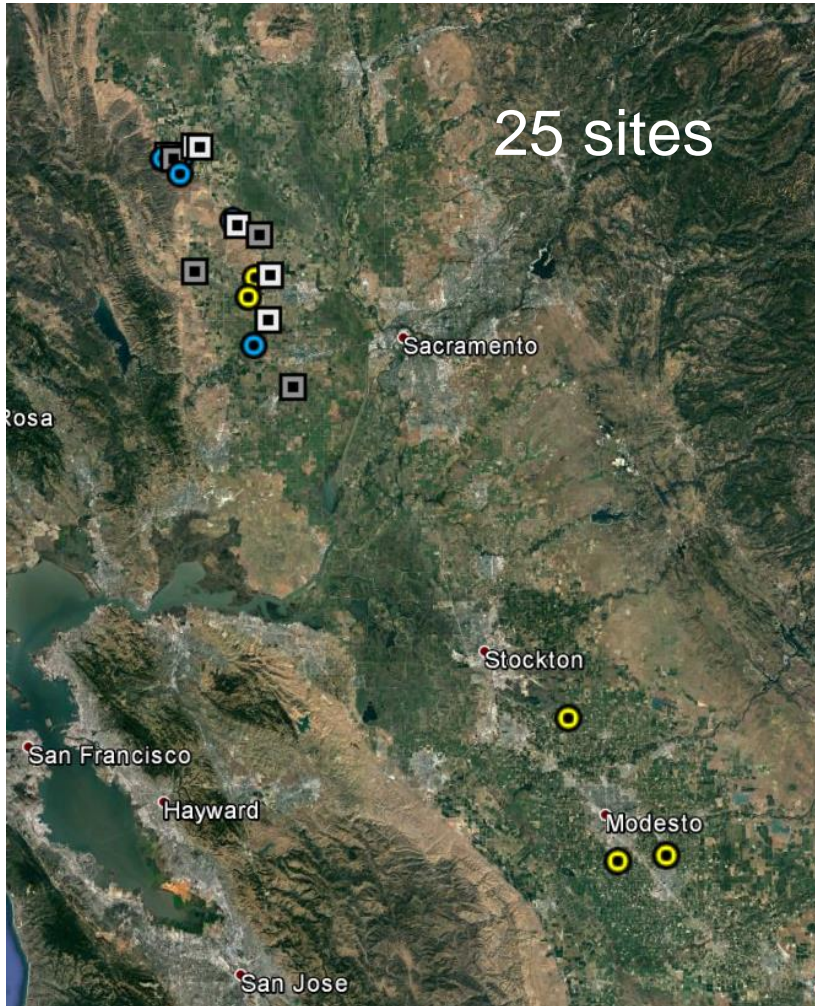 25 sites
Sacramento
Rosa
Stockton
San Francisco
Hayward
Modesto
San Jose